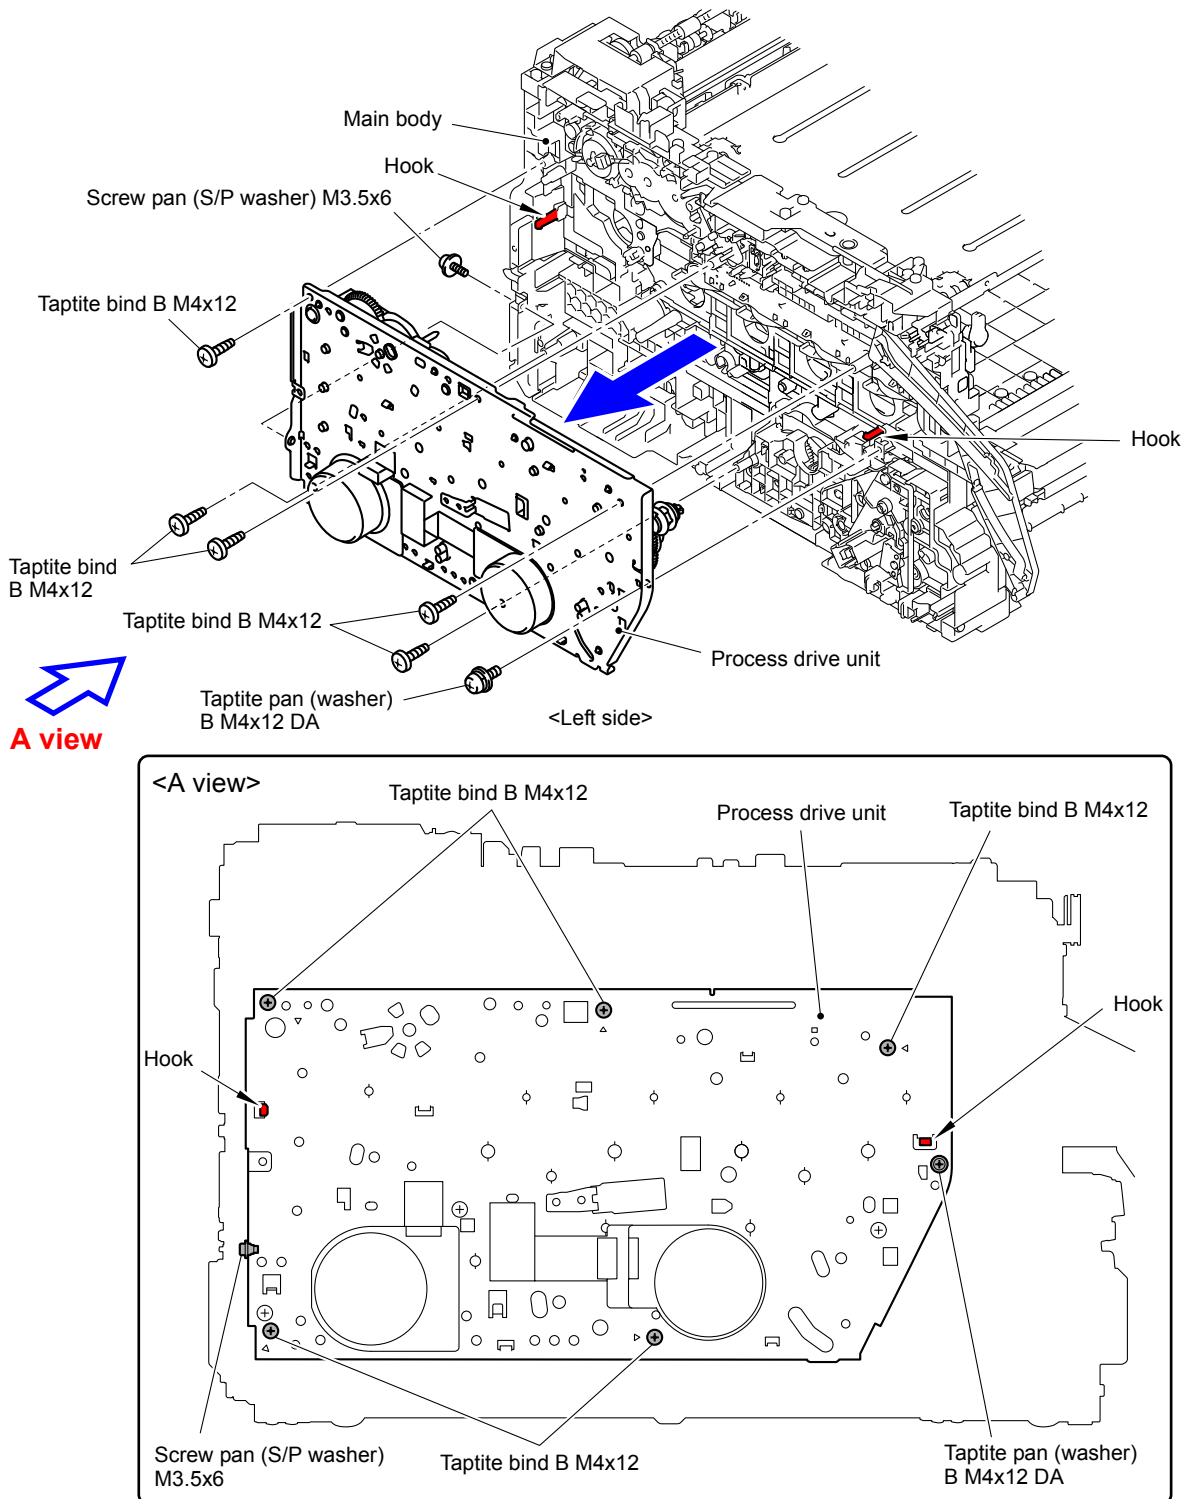 Main body
Hook
Screw pan (S/P washer) M3.5x6
Taptite bind B M4x12
Hook
Taptite bind
B M4x12
Taptite bind B M4x12
Process drive unit
Taptite pan (washer)
B M4x12 DA
<Left side>
A view
<A view>
Taptite bind B M4x12
Process drive unit
Taptite bind B M4x12
Hook
Hook
Screw pan (S/P washer)
M3.5x6
Taptite bind B M4x12
Taptite pan (washer)
B M4x12 DA